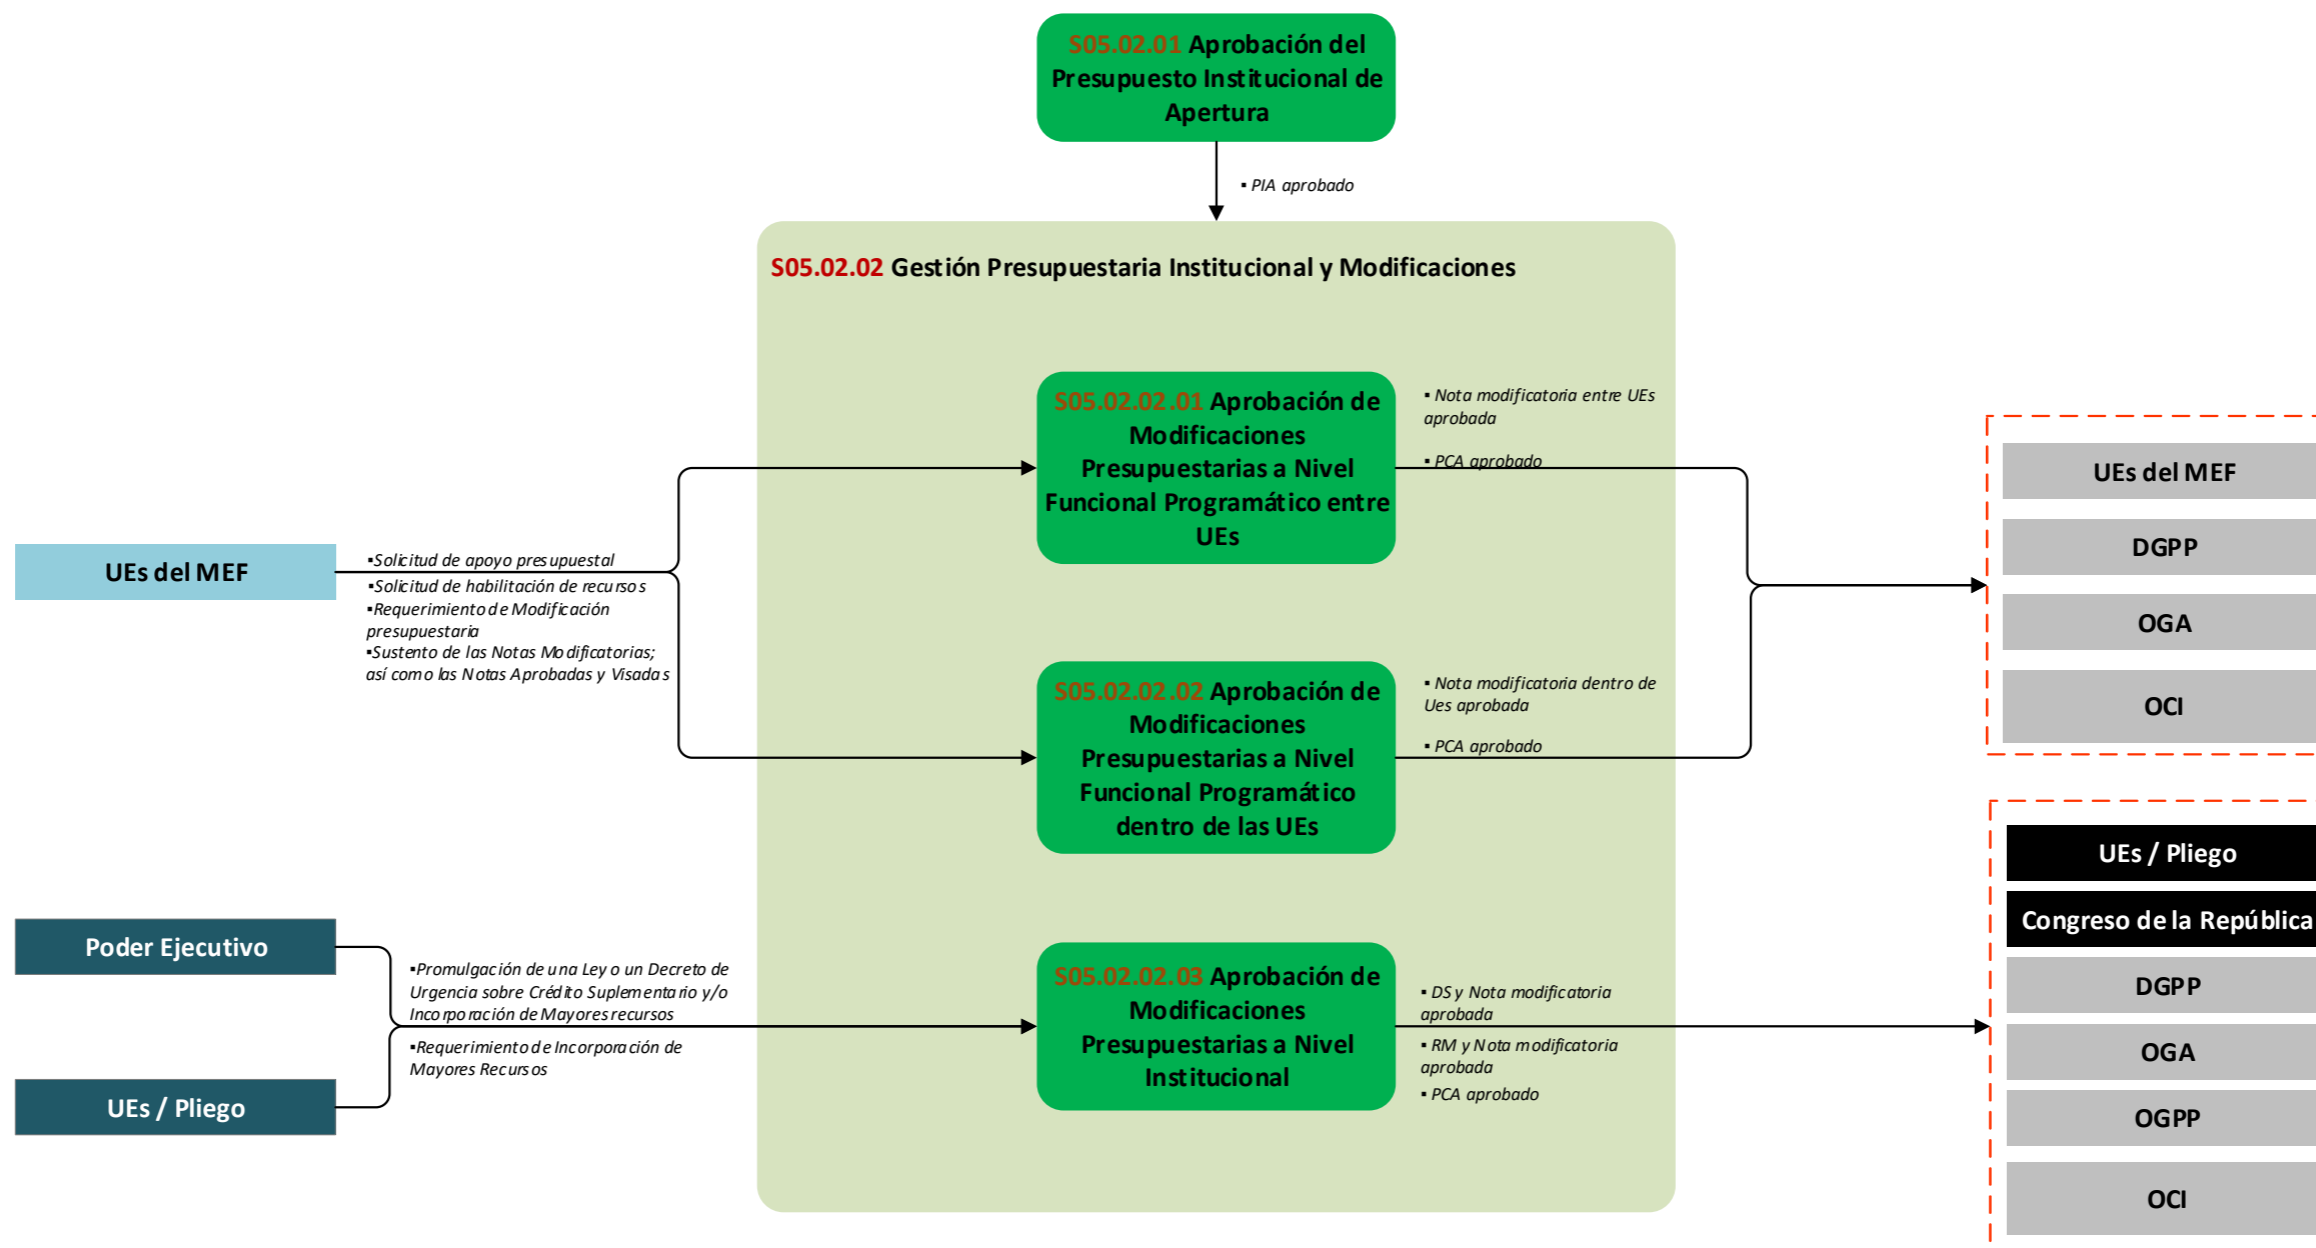 S05.02.01 Aprobación del
Presupuesto Institucional de
Apertura
▪ PIA aprobado
S05.02.02 Gestión Presupuestaria Institucional y Modificaciones
UEs del MEF
▪Solicitud de apoyo presupuestal
▪Solicitud de habilitación de recursos
▪Requerimiento de Modificación
presupuestaria
▪Sustento de las Notas Modificatorias;
así como las Notas Aprobadas y Visadas
S05.02.02.01 Aprobación de
Modificaciones
Presupuestarias a Nivel
Funcional Programático entre
UEs
▪ Nota modificatoria entre UEs
aprobada
▪ PCA aprobado
S05.02.02.02 Aprobación de
Modificaciones
Presupuestarias a Nivel
Funcional Programático
dentro de las UEs
▪ Nota modificatoria dentro de
Ues aprobada
▪ PCA aprobado
UEs del MEF
DGPP
OGA
OCI
Poder Ejecutivo
UEs / Pliego
▪Promulgación de una Ley o un Decreto de
Urgencia sobre Crédito Suplementario y/o
Incorporación de Mayores recursos
▪Requerimiento de Incorporación de
Mayores Recursos
S05.02.02.03 Aprobación de
Modificaciones
Presupuestarias a Nivel
Institucional
▪ DS y Nota modificatoria
aprobada
▪ RM y Nota modificatoria
aprobada
▪ PCA aprobado
UEs / Pliego
Congreso de la República
DGPP
OGA
OGPP
OCI